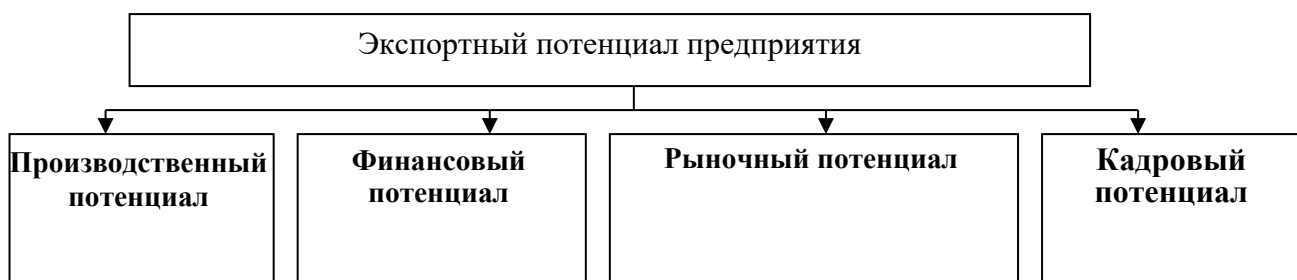 Экспортный потенциал предприятия
Производственный
потенциал
Финансовый
потенциал
Рыночный потенциал
Кадровый
потенциал